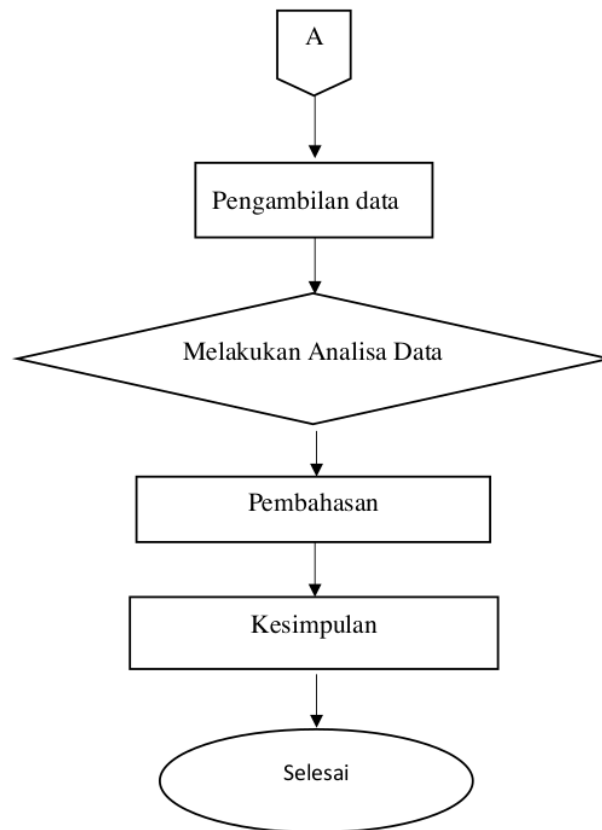 A
Pengambilan data
Melakukan Analisa Data
Pembahasan
Kesimpulan
Selesai